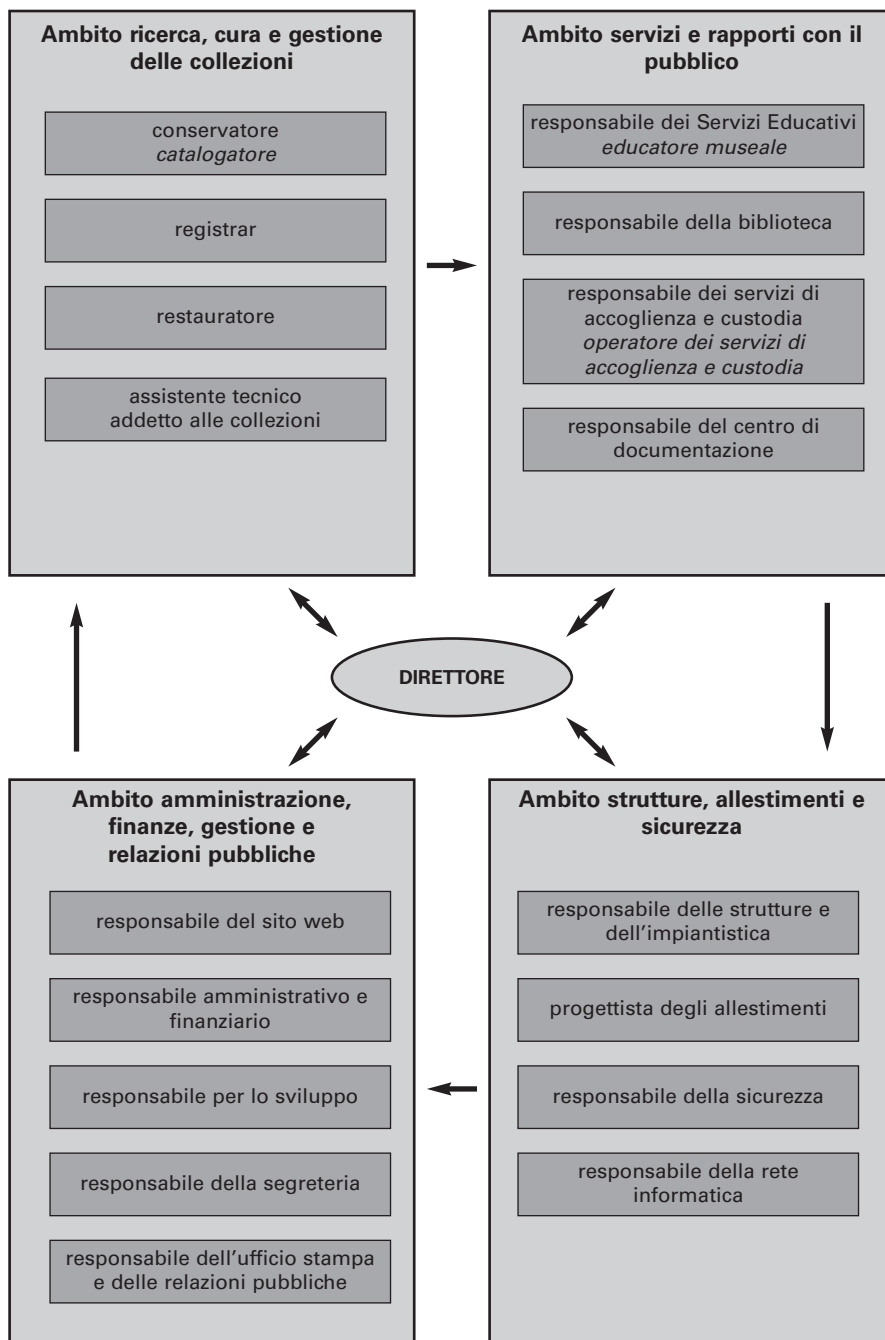 Ambito ricerca, cura e gestione
delle collezioni
conservatore
catalogatore
registrar
restauratore
assistente tecnico
addetto alle collezioni
Ambito servizi e rapporti con il
pubblico
responsabile dei Servizi Educativi
educatore museale
responsabile della biblioteca
responsabile dei servizi di
accoglienza e custodia
operatore dei servizi di
accoglienza e custodia
responsabile del centro di
documentazione
DIRETTORE
Ambito amministrazione,
finanze, gestione e
relazioni pubbliche
responsabile del sito web
responsabile amministrativo e
finanziario
responsabile per lo sviluppo
responsabile della segreteria
responsabile dell'ufficio stampa
e delle relazioni pubbliche
Ambito strutture, allestimenti e
sicurezza
responsabile delle strutture e
dell'impiantistica
progettista degli allestimenti
responsabile della sicurezza
responsabile della rete
informatica